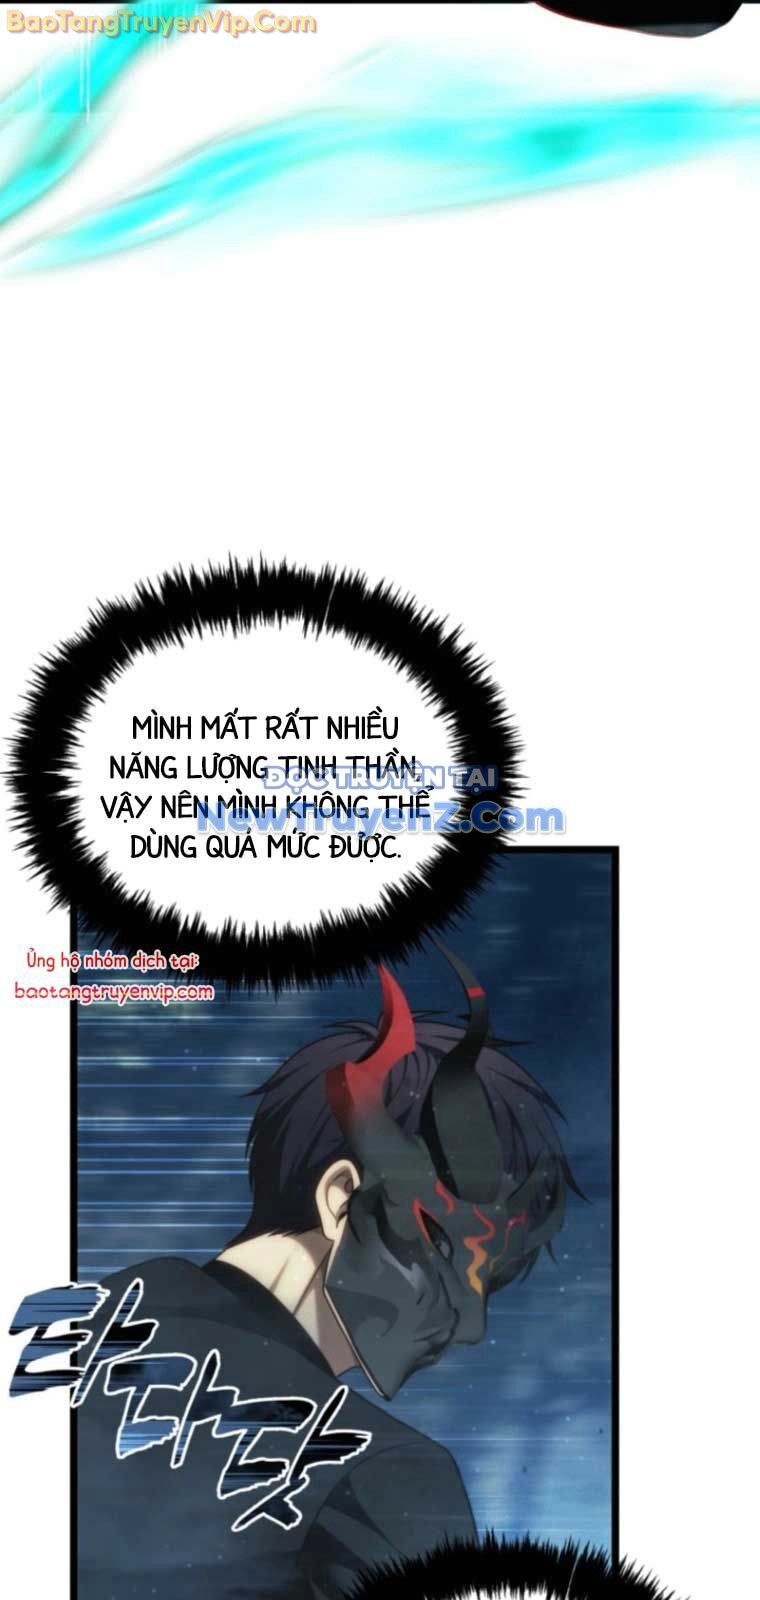 BaoTangTruyenVip.Com
MÌNH MẤT RẤT NHIỀU
NĂNG LƯỢNG TINH THẦN,
VẬY NÊN MÌNH KHÔNG THỂ
DÙNG QUÁ MỨC ĐƯỢC.
ĐỌC TRUYỆN TẠI
NewTruyenZ.com
Ủng hộ nhóm dịch tại:
baotangtruyenvip.com
타다닷